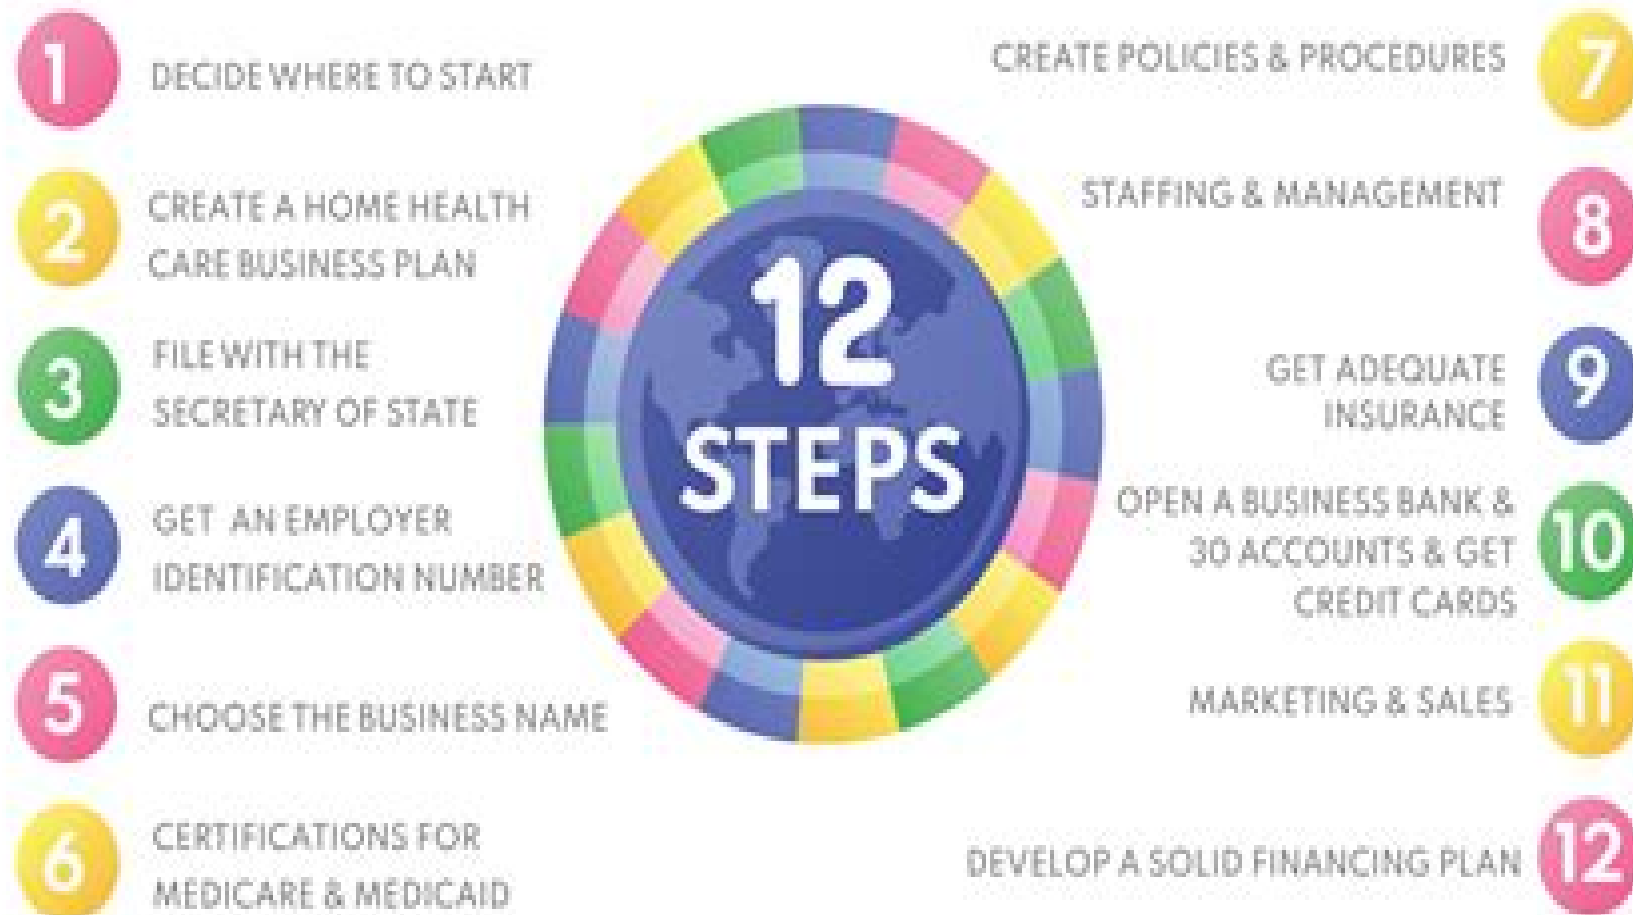 1
DECIDE WHERE TO START
2
CREATE A HOME HEALTH
CARE BUSINESS PLAN
3
FILE WITH THE
SECRETARY OF STATE
4
GET AN EMPLOYER
IDENTIFICATION NUMBER
5
CHOOSE THE BUSINESS NAME
6
CERTIFICATIONS FOR
MEDICARE & MEDICAID
12
STEPS
CREATE POLICIES & PROCEDURES
7
STAFFING & MANAGEMENT
8
GET ADEQUATE
INSURANCE
9
OPEN A BUSINESS BANK &
30 ACCOUNTS & GET
CREDIT CARDS
10
MARKETING & SALES
11
DEVELOP A SOLID FINANCING PLAN
12